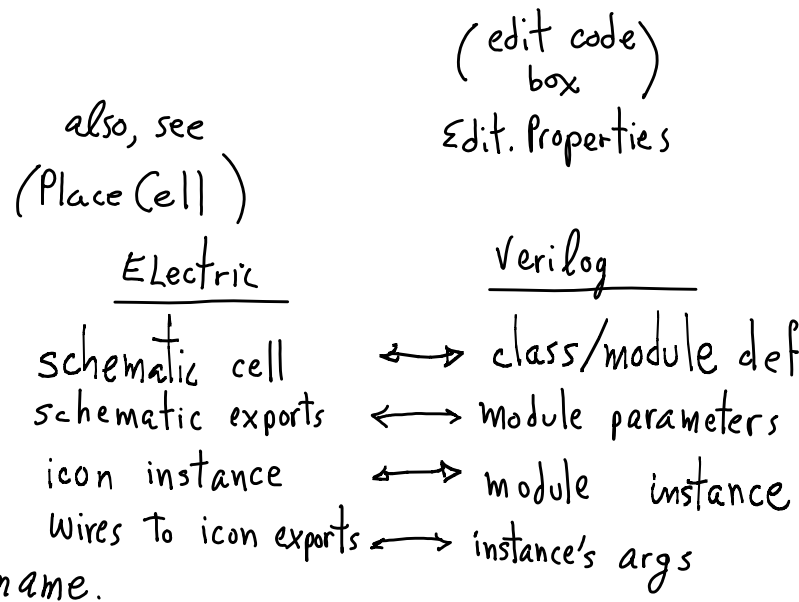 (edit code
box)
also, see
Edit. Properties
(Place Cell)
Electric
Verilog
schematic cell ↔ class/module def
schematic exports ↔ module parameters
icon instance ↔ module instance
wires to icon exports ↔ instance's args
name.